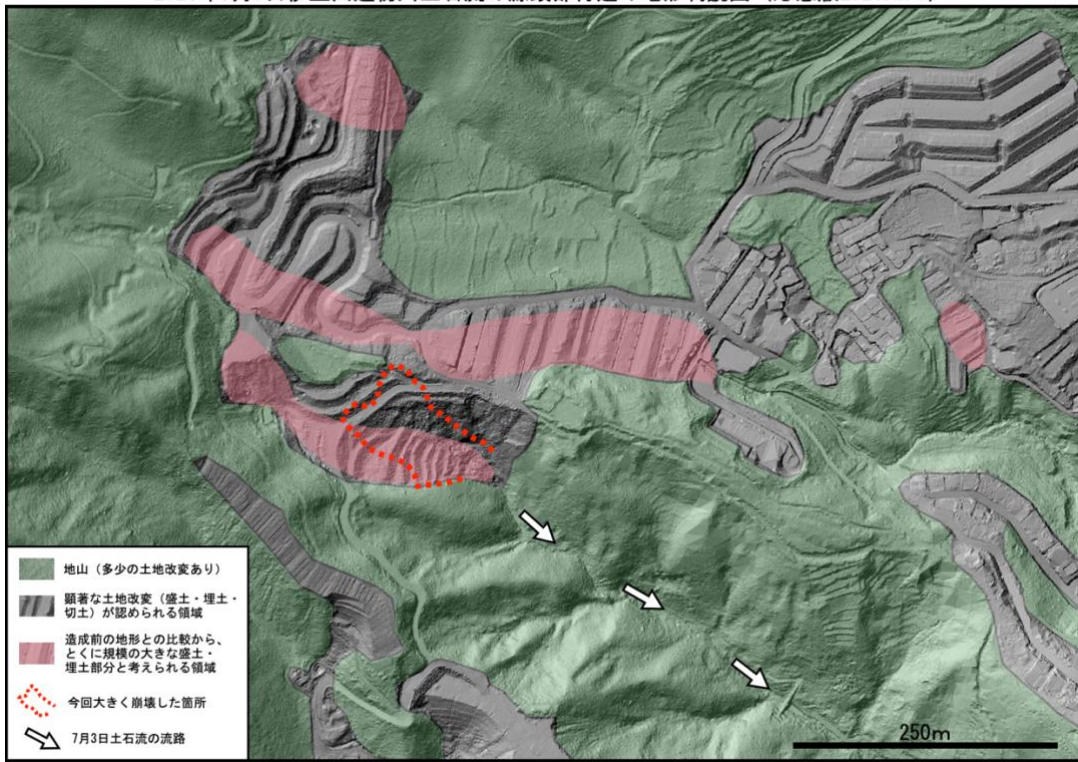 地山（多少の土地改変あり）
顕著な土地改変（盛土・埋土・
切土）が認められる領域
造成前の地形との比較から、
とくに規模の大きな盛土・
埋土部分と考えられる領域
今回大きく崩壊した箇所
7月3日土石流の流路
250m